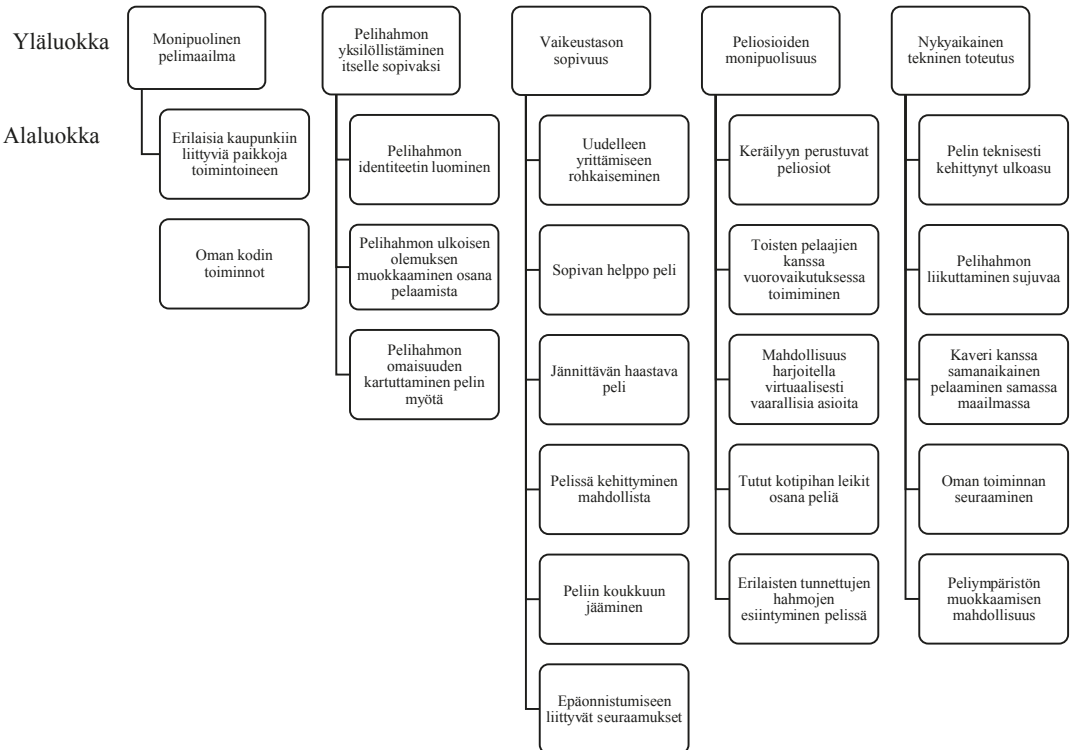 Yläluokka
Monipuolinen
pelimaailma
Pelihahmon
yksilöllistäminen
itselle sopivaksi
Vaikeustason
sopivuus
Peliosioiden
monipuolisuus
Nykyaikainen
tekninen toteutus
Alaluokka
Erilaisia kaupunkiin
liittyviä paikkoja
toimintoineen
Oman kodin
toiminnot
Pelihahmon
identiteetin luominen
Pelihahmon ulkoisen
olemuksen
muokkaaminen osana
pelaamista
Pelihahmon
omaisuuden
kartuttaminen pelin
myötä
Uudelleen
yrittämiseen
rohkaiseminen
Sopivan helppo peli
Jännittävän haastava
peli
Pelissä kehittyminen
mahdollista
Peliin koukkuun
jääminen
Epäonnistumiseen
liittyvät seuraamukset
Keräilyyn perustuvat
peliosiot
Toisten pelaajien
kanssa
vuorovaikutuksessa
toimiminen
Mahdollisuus
harjoitella
virtuaalisesti
vaarallisia asioita
Tutut kotipihan leikit
osana peliä
Erilaisten tunnettujen
hahmojen
esiintyminen pelissä
Pelin teknisesti
kehittynyt ulkoasu
Pelihahmon
liikuttaminen sujuvaa
Kaveri kanssa
samanaikainen
pelaaminen samassa
maailmassa
Oman toiminnan
seuraaminen
Peliympäristön
muokkaamisen
mahdollisuus